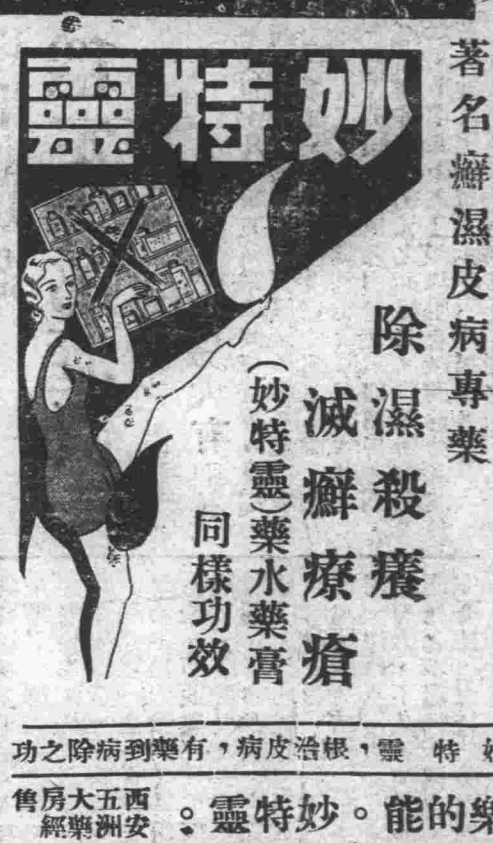 妙特靈
著名癬濕皮病專藥
除濕殺癢
滅癬療瘡
(妙特靈)藥水藥膏
同樣功效
妙特靈,根治皮病,有藥到病除之功
樂的能。妙特靈。
西安
五洲
大藥
房經
售